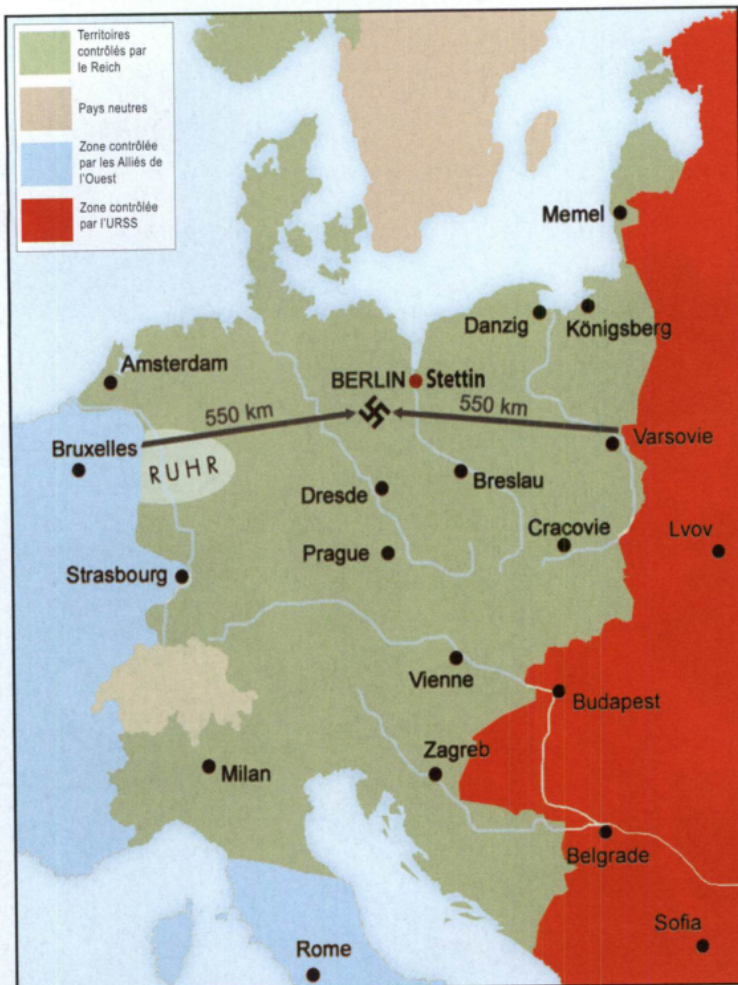 Territoires
contrôlés par
le Reich
Pays neutres
Zone contrôlée
par les Alliés de
l'Ouest
Zone contrôlée
par l'URSS
Memel
Danzig
Königsberg
Amsterdam
BERLIN
Stettin
550 km
550 km
Bruxelles
Varsovie
RUHR
Dresde
Breslau
Cracovie
Lvov
Prague
Strasbourg
Vienne
Budapest
Zagreb
Milan
Belgrade
Sofia
Rome